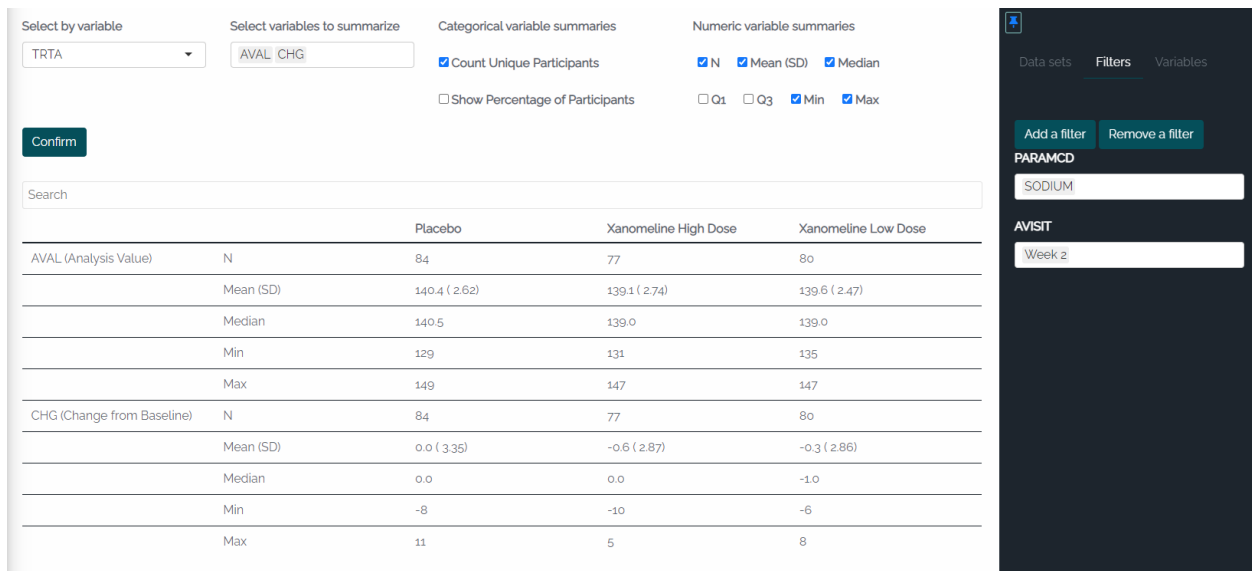 Select by variable
Select variables to summarize
Categorical variable summaries
Numeric variable summaries
TRTA
AVAL CHG
Count Unique Participants
N Mean (SD) Median
Show Percentage of Participants
Q1 Q3 Min Max
Confirm
Search
Placebo Xanomeline High Dose Xanomeline Low Dose
AVAL (Analysis Value) N 84 77 80
Mean (SD) 140.4 ( 2.62) 139.1 ( 2.74) 139.6 ( 2.47)
Median 140.5 139.0 139.0
Min 129 131 135
Max 149 147 147
CHG (Change from Baseline) N 84 77 80
Mean (SD) 0.0 ( 3.35) -0.6 ( 2.87) -0.3 ( 2.86)
Median 0.0 0.0 -1.0
Min -8 -10 -6
Max 11 5 8
Data sets Filters Variables
Add a filter Remove a filter
PARAMCD
SODIUM
AVISIT
Week 2